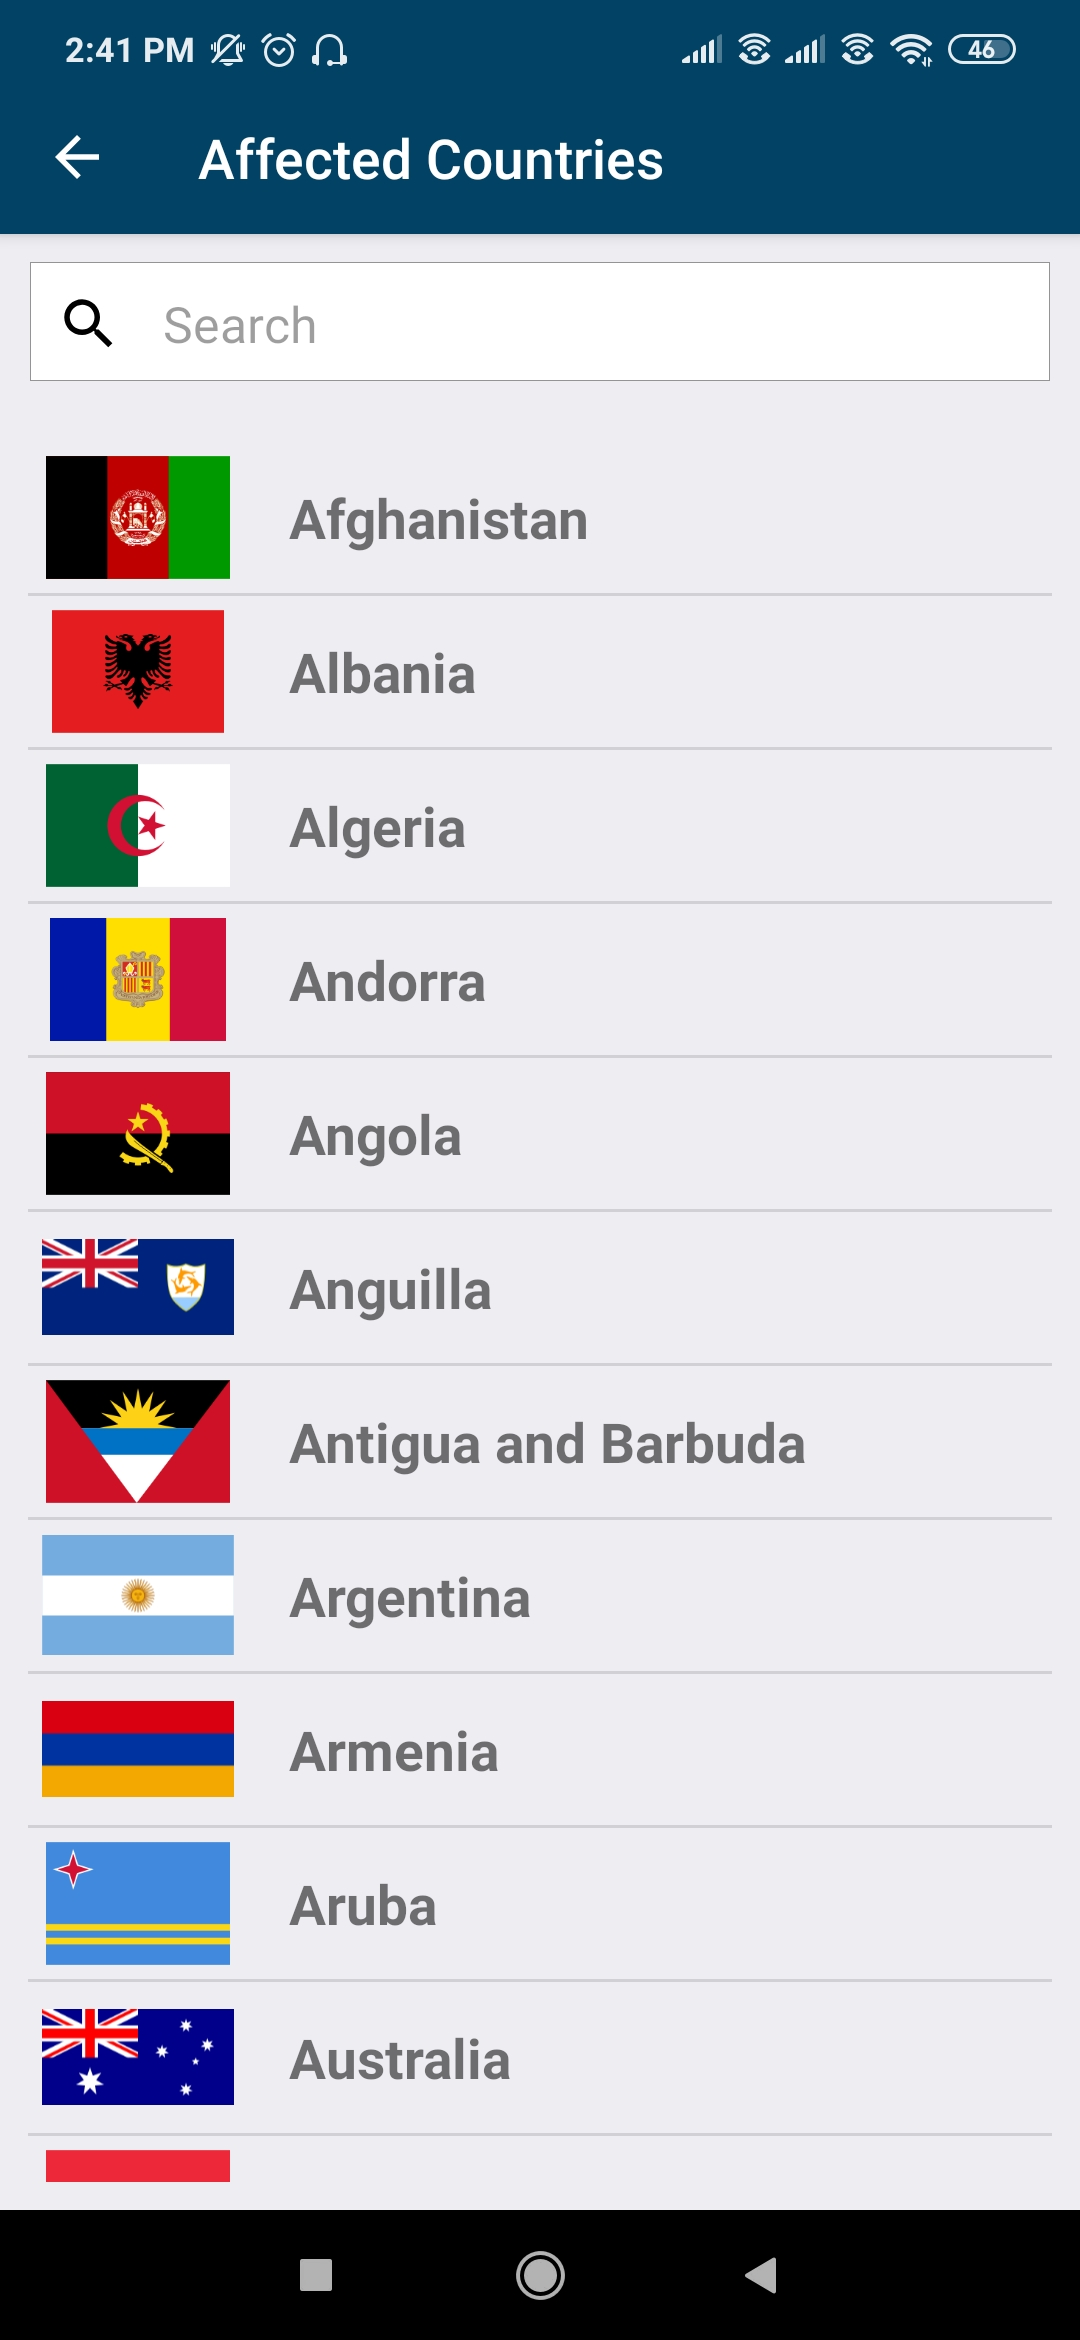 2:41 PM 46
Affected Countries
Search
Afghanistan
Albania
Algeria
Andorra
Angola
Anguilla
Antigua and Barbuda
Argentina
Armenia
Aruba
Australia